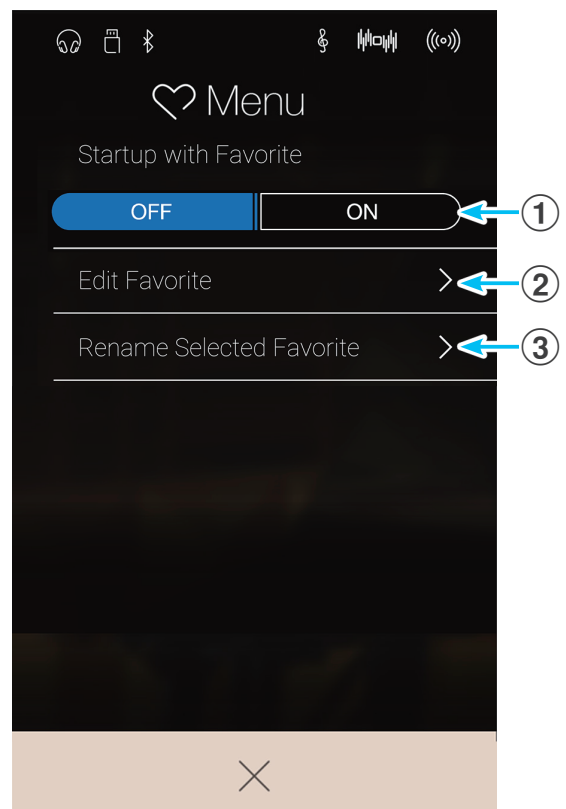 Menu
Startup with Favorite
OFF ON 1
Edit Favorite 2
Rename Selected Favorite 3